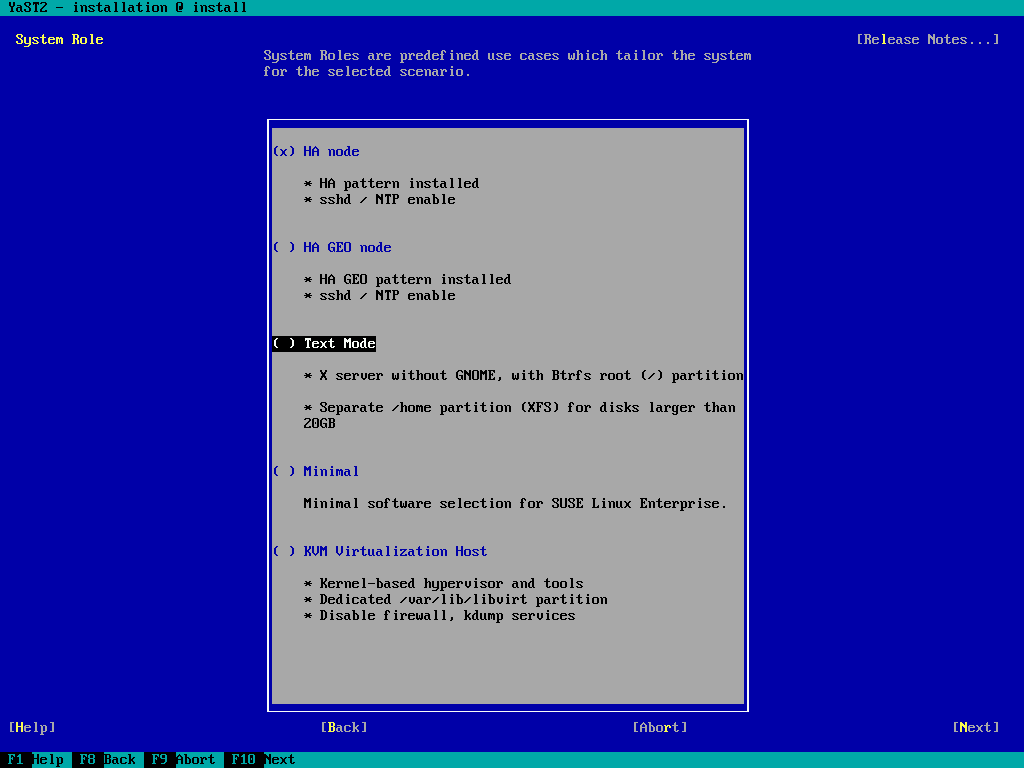 YaST2 - installation @ install
System Role [Release Notes...]
System Roles are predefined use cases which tailor the system
for the selected scenario.
(x) HA node
* HA pattern installed
* sshd / NTP enable
( ) HA GEO node
* HA GEO pattern installed
* sshd / NTP enable
( ) Text Mode
* X server without GNOME, with Btrfs root (/) partition
* Separate /home partition (XFS) for disks larger than
20GB
( ) Minimal
Minimal software selection for SUSE Linux Enterprise.
( ) KVM Virtualization Host
* Kernel-based hypervisor and tools
* Dedicated /var/lib/libvirt partition
* Disable firewall, kdump services
[Help] [Back] [Abort] [Next]
F1 Help F8 Back F9 Abort F10 Next